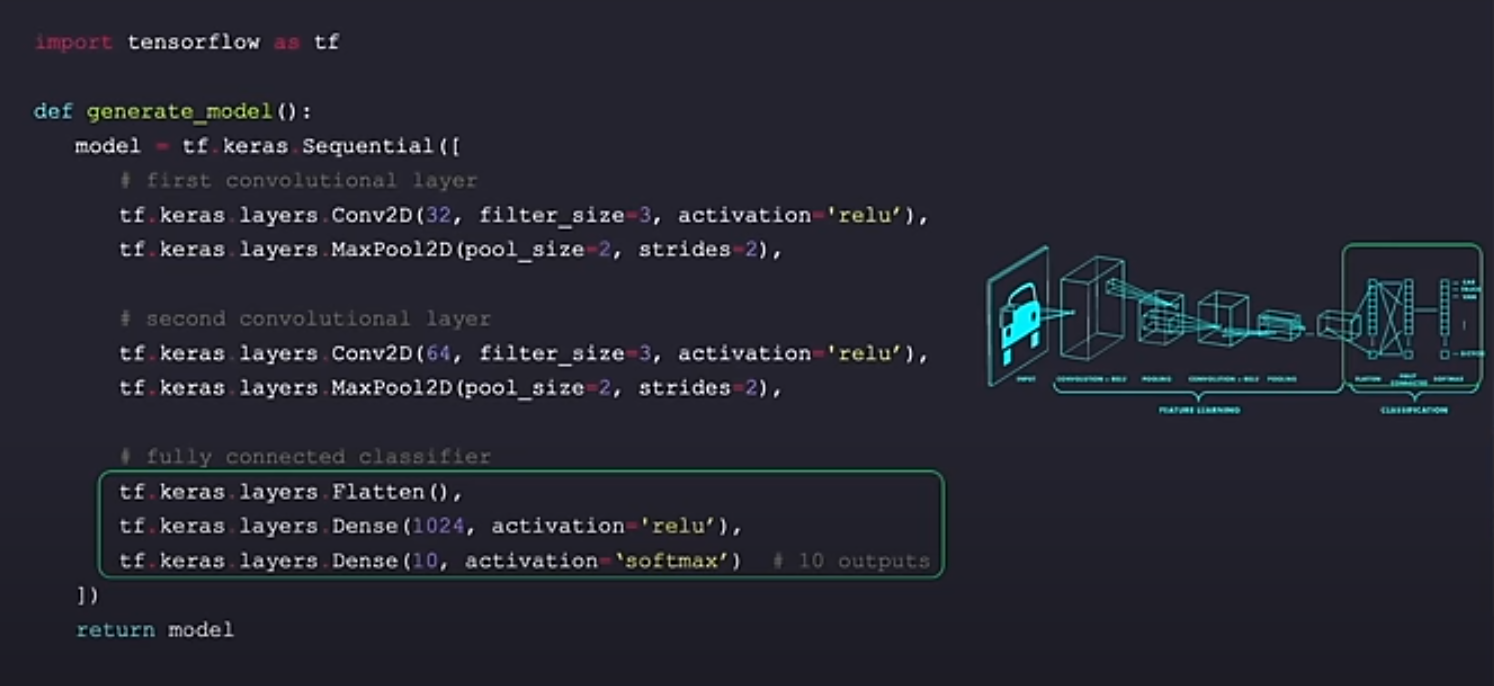 import tensorflow as tf
def generate_model():
model = tf.keras.Sequential([
# first convolutional layer
tf.keras.layers.Conv2D(32, filter_size=3, activation='relu’),
tf.keras.layers.MaxPool2D(pool_size=2, strides=2),
# second convolutional layer
tf.keras.layers.Conv2D(64, filter_size=3, activation='relu’),
tf.keras.layers.MaxPool2D(pool_size=2, strides=2),
# fully connected classifier
tf.keras.layers.Flatten(),
tf.keras.layers.Dense(1024, activation='relu’),
tf.keras.layers.Dense(10, activation=‘softmax’)  # 10 outputs
])
return model
INPUT
CONVOLUTION + RELU
POOLING
CONVOLUTION + RELU
POOLING
FLATTEN
FULLY
CONNECTED
SOFTMAX
FEATURE LEARNING
CLASSIFICATION